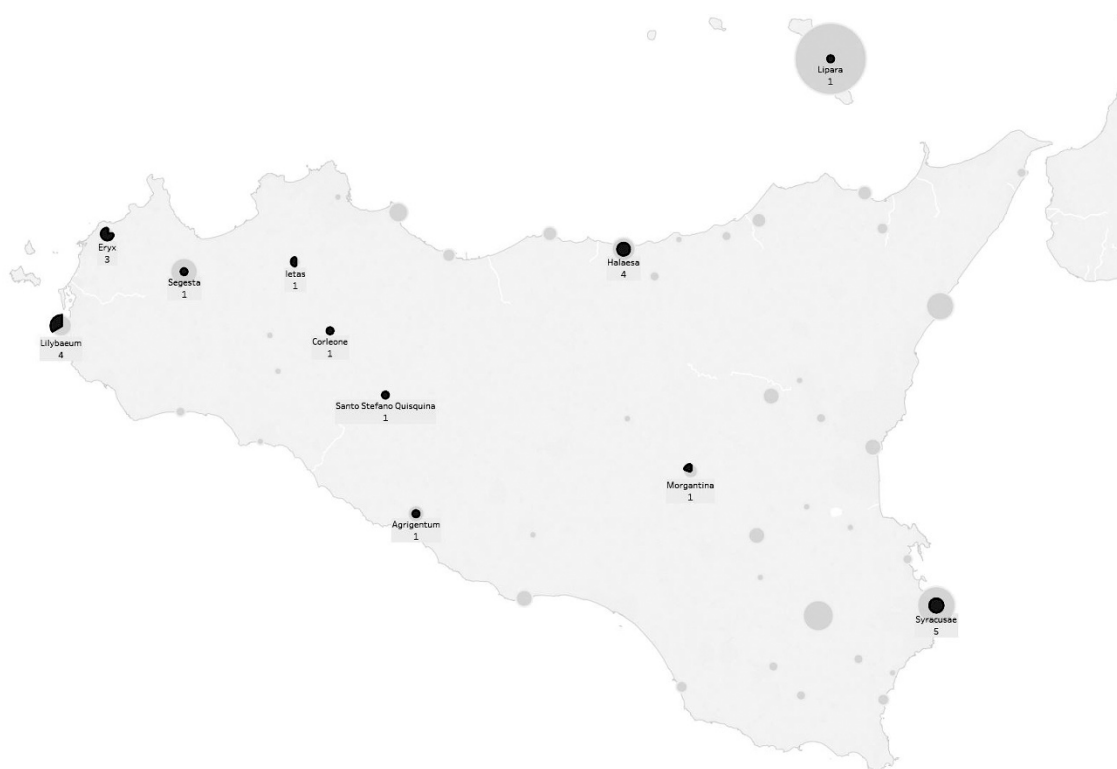 Lipara
1
Eryx
3
Segesta
1
Ietas
1
Halaesa
4
Lilybaeum
4
Corleone
1
Santo Stefano Quisquina
1
Morgantina
1
Agrigentum
1
Syracusae
5